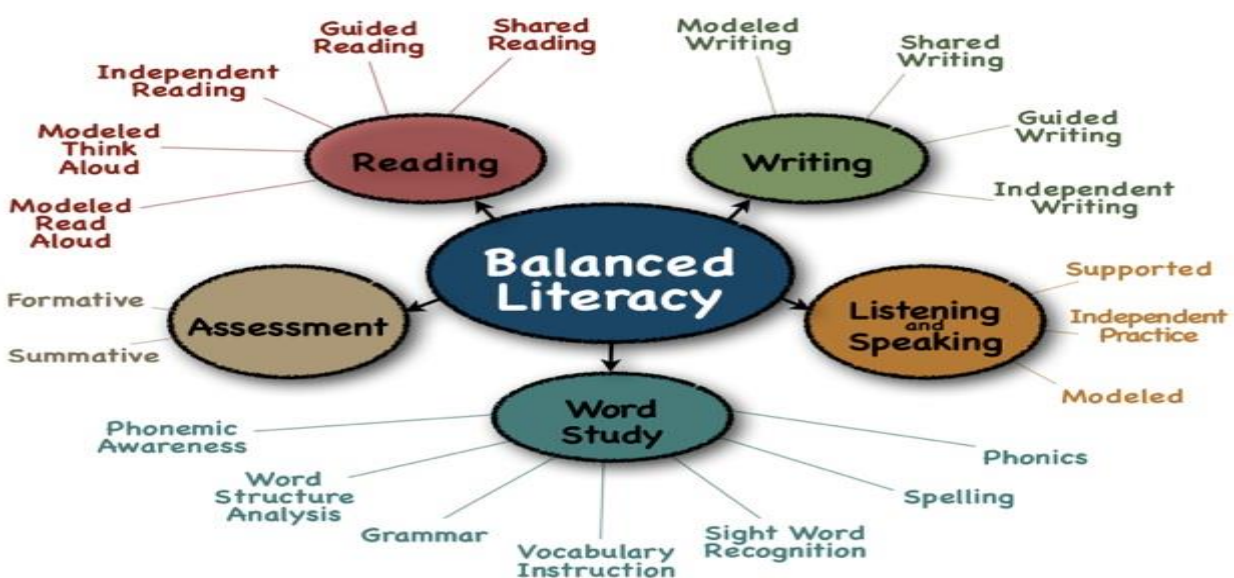 Balanced
Literacy
Reading
Guided
Reading
Shared
Reading
Independent
Reading
Modeled
Think
Aloud
Modeled
Read
Aloud
Writing
Modeled
Writing
Shared
Writing
Guided
Writing
Independent
Writing
Assessment
Formative
Summative
Listening
and
Speaking
Supported
Independent
Practice
Modeled
Word
Study
Phonemic
Awareness
Word
Structure
Analysis
Grammar
Vocabulary
Instruction
Sight Word
Recognition
Spelling
Phonics